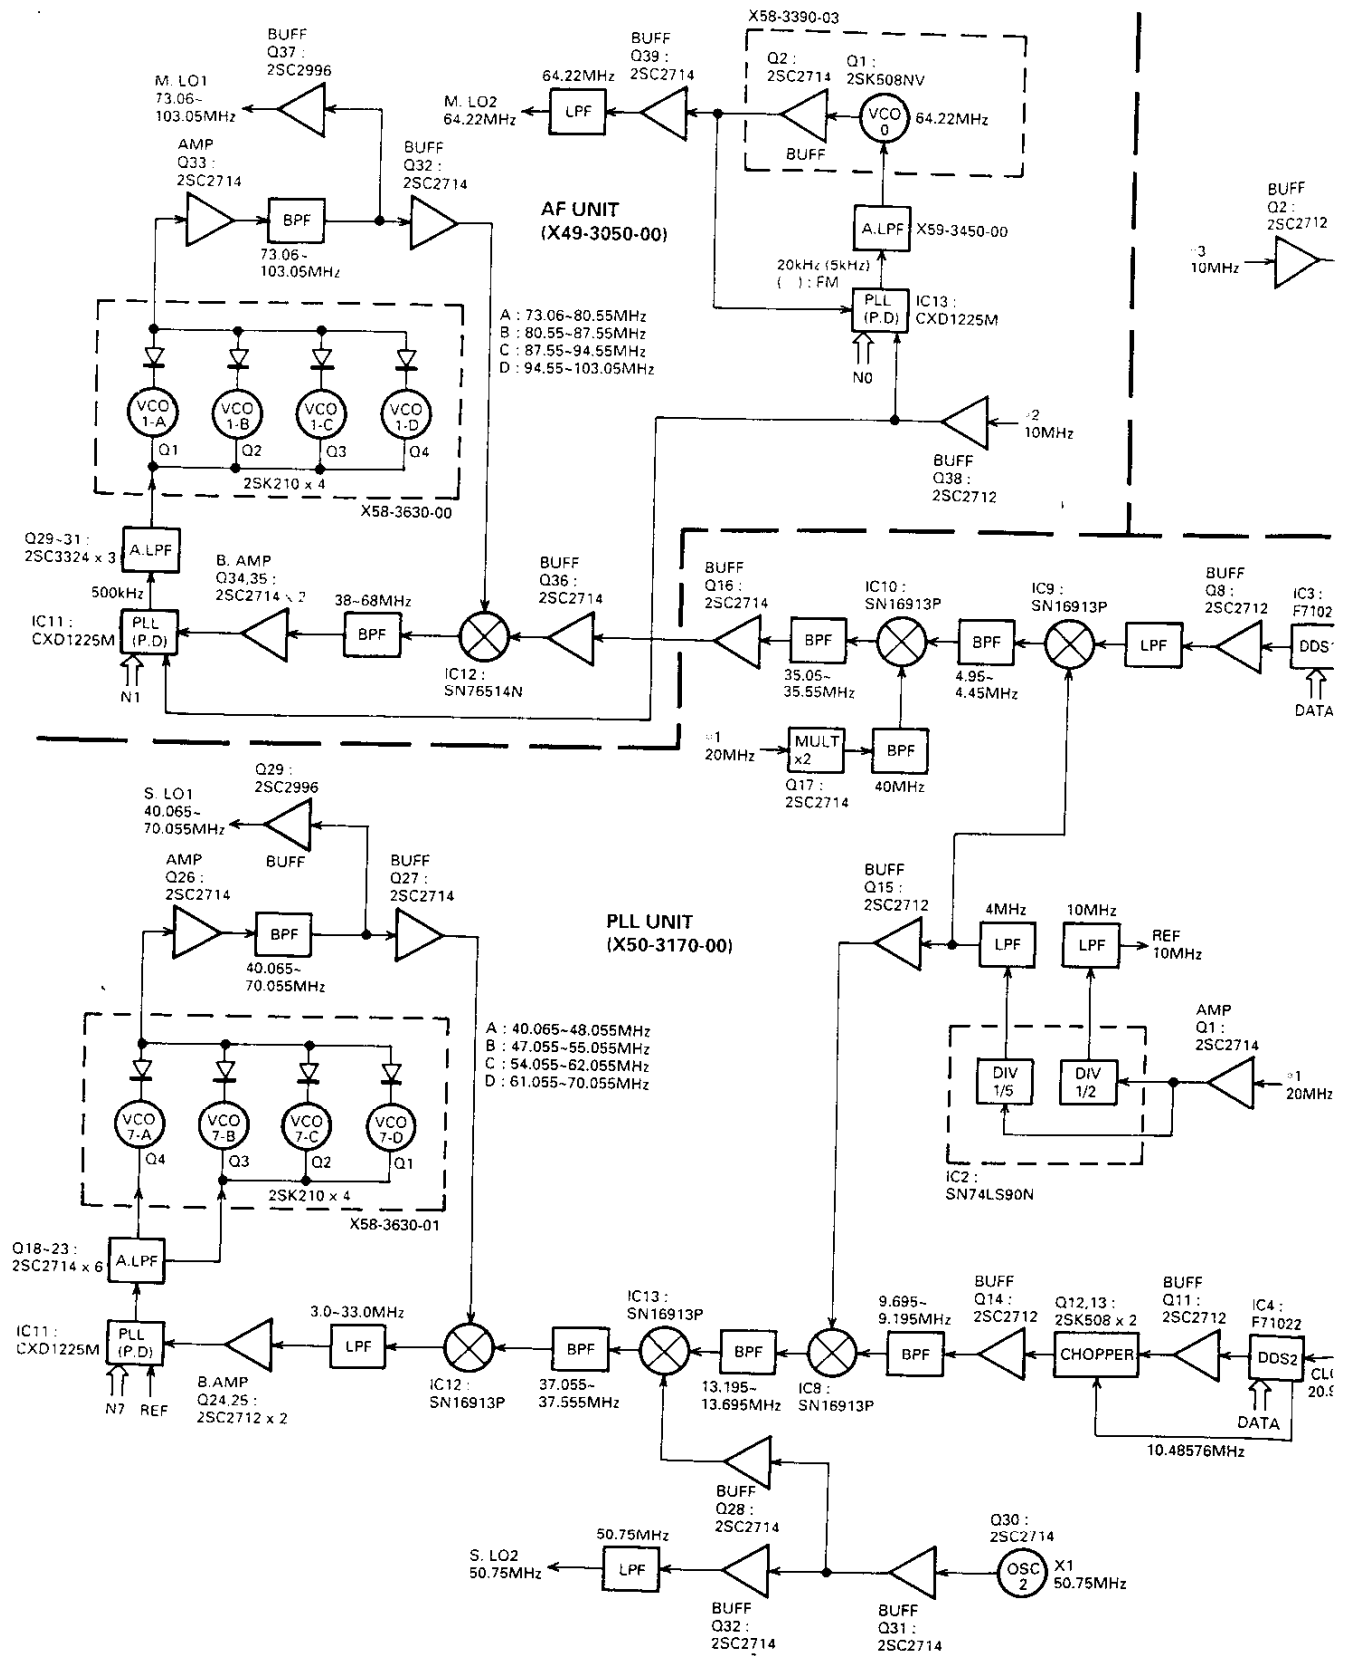 X58-3390-03
BUFF
Q37 :
2SC2996
M. LO1
73.06~
103.05MHz
AMP
Q33 :
2SC2714
BUFF
Q32 :
2SC2714
BPF
73.06~
103.05MHz
BUFF
Q39 :
2SC2714
64.22MHz
LPF
M. LO2
64.22MHz
Q2 :
2SC2714
BUFF
Q1 :
2SK508NV
VCO
0
64.22MHz
AF UNIT
(X49-3050-00)
A.LPF
X59-3450-00
20kHz (5kHz)
( ) : FM
PLL
(P.D)
IC13 :
CXD1225M
N0
BUFF
Q2 :
2SC2712
3
10MHz
A : 73.06~80.55MHz
B : 80.55~87.55MHz
C : 87.55~94.55MHz
D : 94.55~103.05MHz
VCO
1-A
VCO
1-B
VCO
1-C
VCO
1-D
Q1
Q2
Q3
Q4
2SK210 x 4
X58-3630-00
2
10MHz
BUFF
Q38 :
2SC2712
Q29~31 :
2SC3324 x 3
A.LPF
500kHz
IC11 :
CXD1225M
PLL
(P.D)
N1
B. AMP
Q34,35 :
2SC2714 x 2
38~68MHz
BPF
IC12 :
SN76514N
BUFF
Q36 :
2SC2714
BUFF
Q16 :
2SC2714
BPF
35.05~
35.55MHz
IC10 :
SN16913P
BPF
4.95~
4.45MHz
IC9 :
SN16913P
LPF
BUFF
Q8 :
2SC2712
IC3 :
F7102
DDS1
DATA
1
20MHz
MULT
x2
Q17 :
2SC2714
BPF
40MHz
Q29 :
2SC2996
BUFF
S. LO1
40.065~
70.055MHz
AMP
Q26 :
2SC2714
BPF
40.065~
70.055MHz
BUFF
Q27 :
2SC2714
PLL UNIT
(X50-3170-00)
BUFF
Q15 :
2SC2712
4MHz
LPF
10MHz
LPF
REF
10MHz
A : 40.065~48.055MHz
B : 47.055~55.055MHz
C : 54.055~62.055MHz
D : 61.055~70.055MHz
DIV
1/5
DIV
1/2
AMP
Q1 :
2SC2714
1
20MHz
IC2 :
SN74LS90N
VCO
7-A
VCO
7-B
VCO
7-C
VCO
7-D
Q4
Q3
Q2
Q1
2SK210 x 4
X58-3630-01
Q18~23 :
2SC2714 x 6
A.LPF
IC11 :
CXD1225M
PLL
(P.D)
N7
REF
B.AMP
Q24,25 :
2SC2712 x 2
3.0~33.0MHz
LPF
IC12 :
SN16913P
BPF
37.055~
37.555MHz
IC13 :
SN16913P
BPF
13.195~
13.695MHz
IC8 :
SN16913P
9.695~
9.195MHz
BPF
BUFF
Q14 :
2SC2712
Q12,13 :
2SK508 x 2
CHOPPER
BUFF
Q11 :
2SC2712
IC4 :
F71022
DDS2
DATA
10.48576MHz
BUFF
Q28 :
2SC2714
S. LO2
50.75MHz
50.75MHz
LPF
BUFF
Q32 :
2SC2714
BUFF
Q31 :
2SC2714
Q30 :
2SC2714
OSC
2
X1
50.75MHz